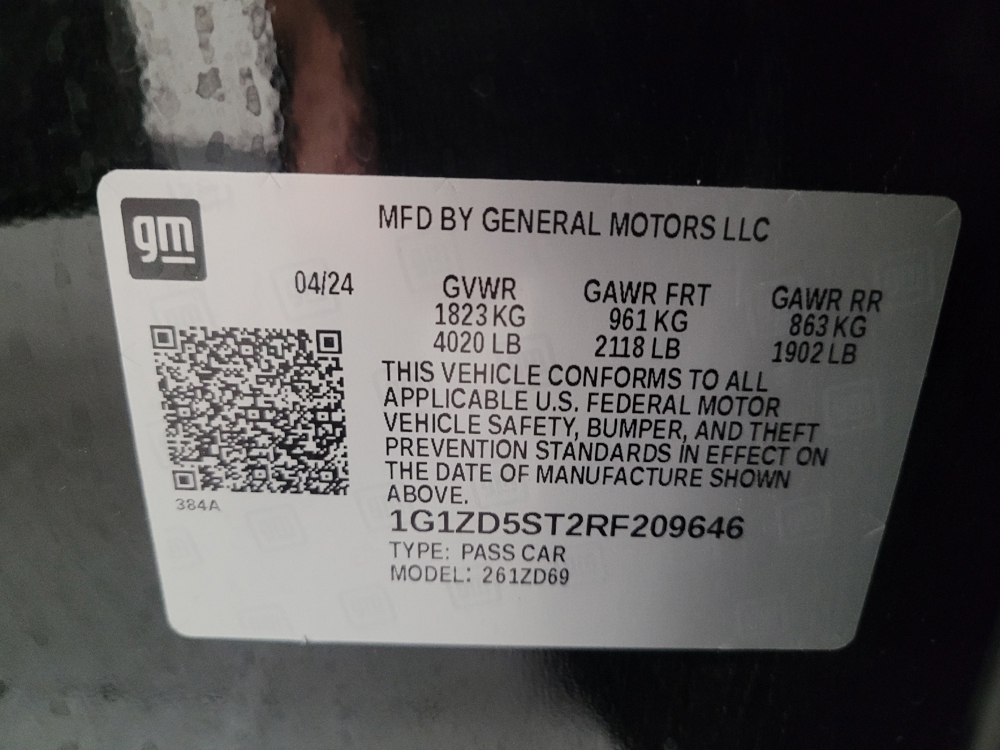 gm
MFD BY GENERAL MOTORS LLC
04/24
GVWR
1823 KG
4020 LB
GAWR FRT
961 KG
2118 LB
GAWR RR
863 KG
1902 LB
THIS VEHICLE CONFORMS TO ALL
APPLICABLE U.S. FEDERAL MOTOR
VEHICLE SAFETY, BUMPER, AND THEFT
PREVENTION STANDARDS IN EFFECT ON
THE DATE OF MANUFACTURE SHOWN
ABOVE.
384A
1G1ZD5ST2RF209646
TYPE: PASS CAR
MODEL: 261ZD69